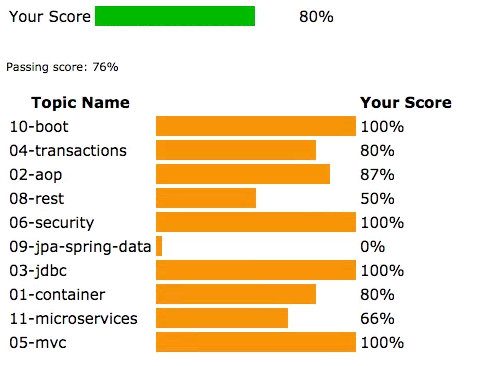 Your Score 80%
Passing score: 76%
Topic Name Your Score
10-boot 100%
04-transactions 80%
02-aop 87%
08-rest 50%
06-security 100%
09-jpa-spring-data 0%
03-jdbc 100%
01-container 80%
11-microservices 66%
05-mvc 100%